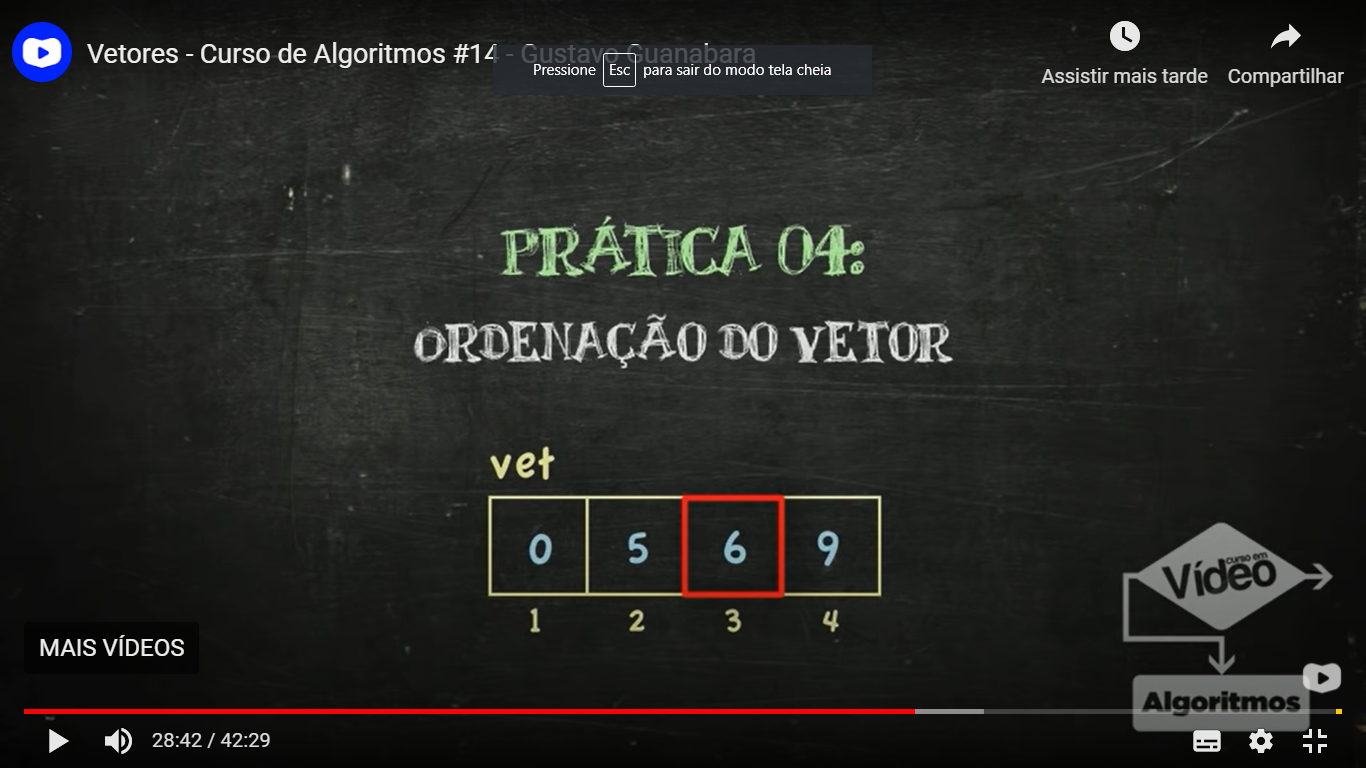 Vetores - Curso de Algoritmos #14 - Gustavo Guanabara
Pressione Esc para sair do modo tela cheia
Assistir mais tarde
Compartilhar
PRÁTICA 04:
ORDENAÇÃO DO VETOR
vet
0 5 6 9
1 2 3 4
curso em
Vídeo
MAIS VÍDEOS
Algoritmos
28:42 / 42:29